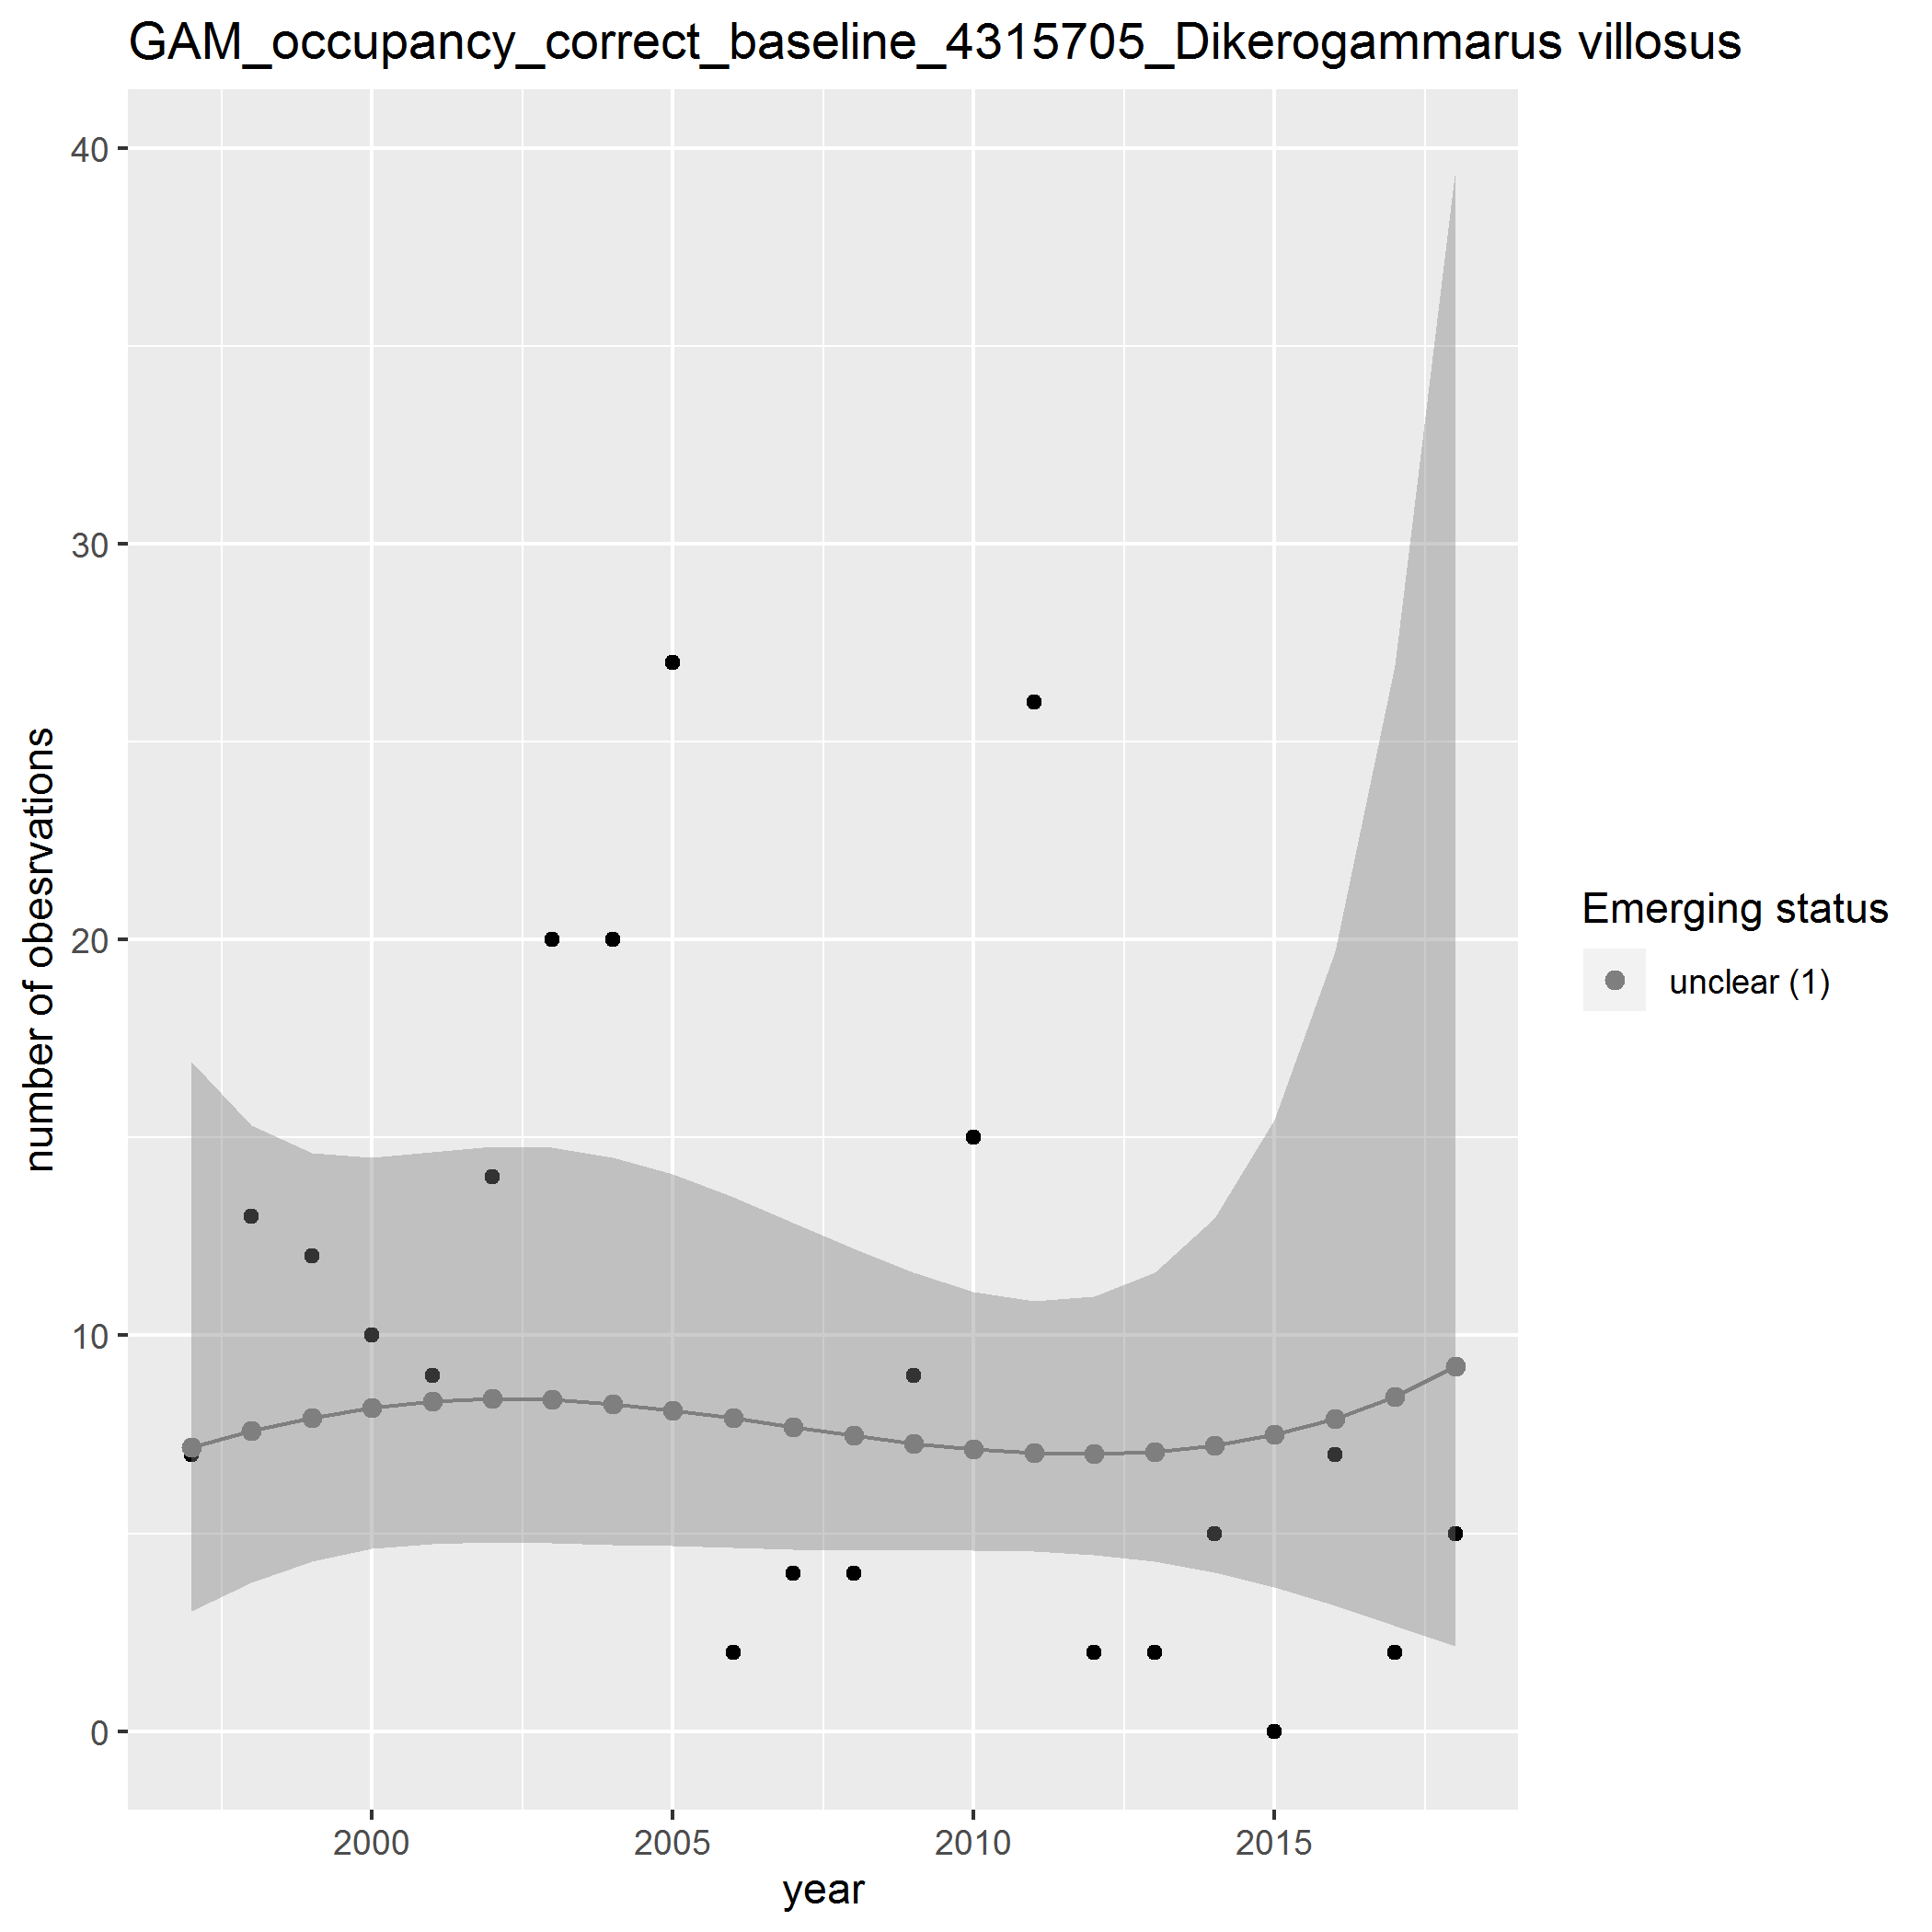 GAM_occupancy_correct_baseline_4315705_Dikerogammarus villosus
40
30
20
10
0
number of obesrvations
2000
2005
2010
2015
year
Emerging status
unclear (1)